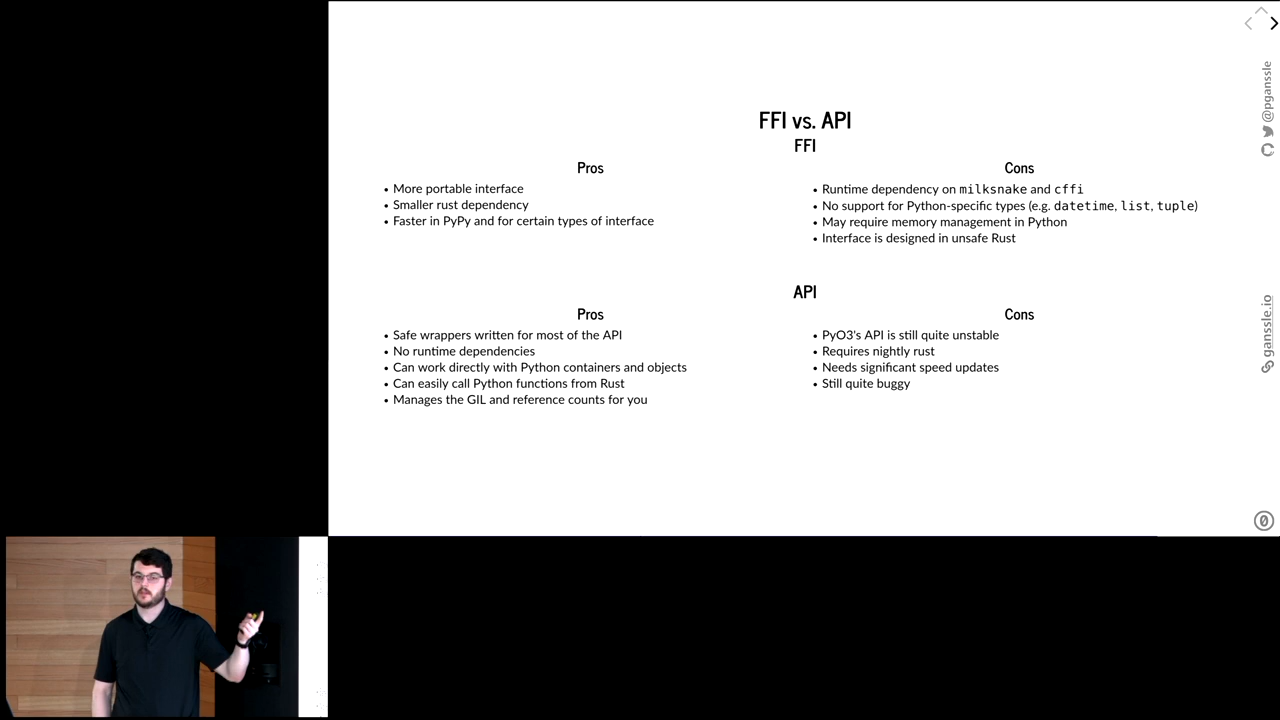 FFI vs. API
FFI
Pros
• More portable interface
• Smaller rust dependency
• Faster in PyPy and for certain types of interface
Cons
• Runtime dependency on milksnake and cffi
• No support for Python-specific types (e.g. datetime, list, tuple)
• May require memory management in Python
• Interface is designed in unsafe Rust
API
Pros
• Safe wrappers written for most of the API
• No runtime dependencies
• Can work directly with Python containers and objects
• Can easily call Python functions from Rust
• Manages the GIL and reference counts for you
Cons
• PyO3's API is still quite unstable
• Requires nightly rust
• Needs significant speed updates
• Still quite buggy
@pganssle
ganssle.io
0